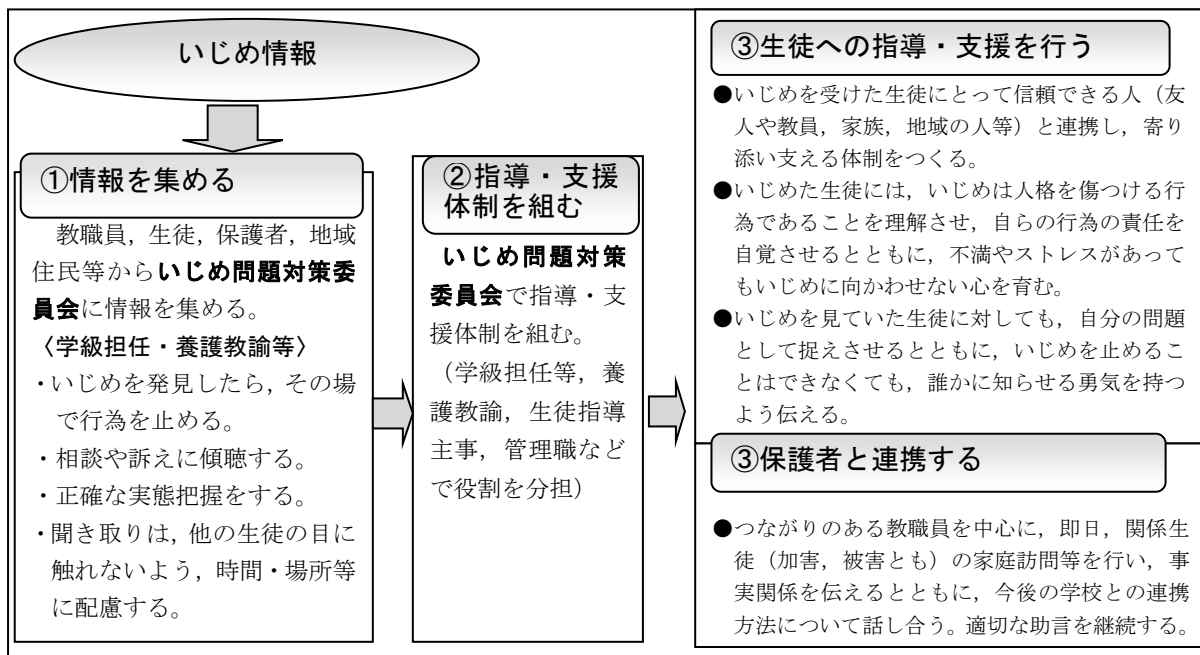 いじめ情報
①情報を集める
教職員，生徒，保護者，地域
住民等からいじめ問題対策委
員会に情報を集める。
〈学級担任・養護教諭等〉
・いじめを発見したら，その場
で行為を止める。
・相談や訴えに傾聴する。
・正確な実態把握をする。
・聞き取りは，他の生徒の目に
触れないよう，時間・場所等
に配慮する。
②指導・支援
体制を組む
いじめ問題対策
委員会で指導・支
援体制を組む。
（学級担任等，養
護教諭，生徒指導
主事，管理職など
で役割を分担）
③生徒への指導・支援を行う
●いじめを受けた生徒にとって信頼できる人（友
人や教員，家族，地域の人等）と連携し，寄り
添い支える体制をつくる。
●いじめた生徒には，いじめは人格を傷つける行
為であることを理解させ，自らの行為の責任を
自覚させるとともに，不満やストレスがあって
もいじめに向かわせない心を育む。
●いじめを見ていた生徒に対しても，自分の問題
として捉えさせるとともに，いじめを止めるこ
とはできなくても，誰かに知らせる勇気を持つ
よう伝える。
③保護者と連携する
●つながりのある教職員を中心に，即日，関係生
徒（加害，被害とも）の家庭訪問等を行い，事
実関係を伝えるとともに，今後の学校との連携
方法について話し合う。適切な助言を継続する。